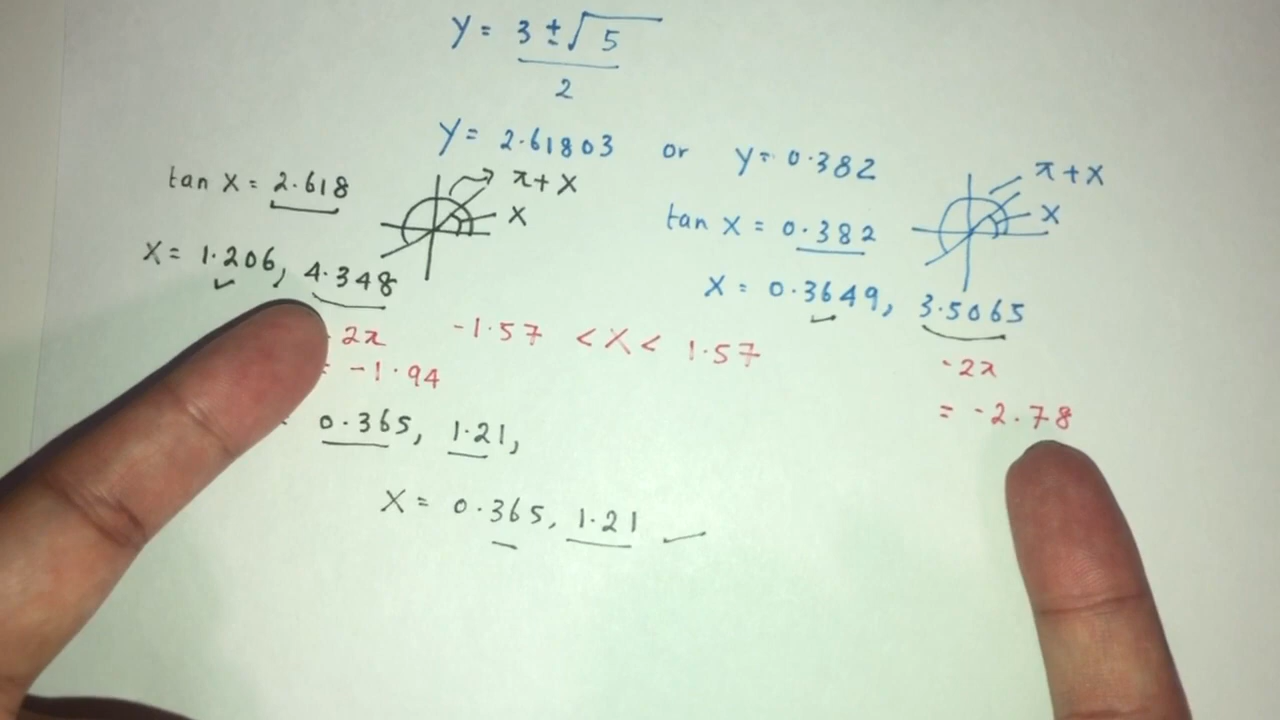 y = 3 ± √5
2
y = 2.61803 or y = 0.382
tan x = 2.618
π + x
x
x = 1.206, 4.348
tan x = 0.382
π + x
x
x = 0.3649, 3.5065
2π
= -1.94
-1.57 < x < 1.57
-2π
= -2.78
= 0.365, 1.21,
x = 0.365, 1.21